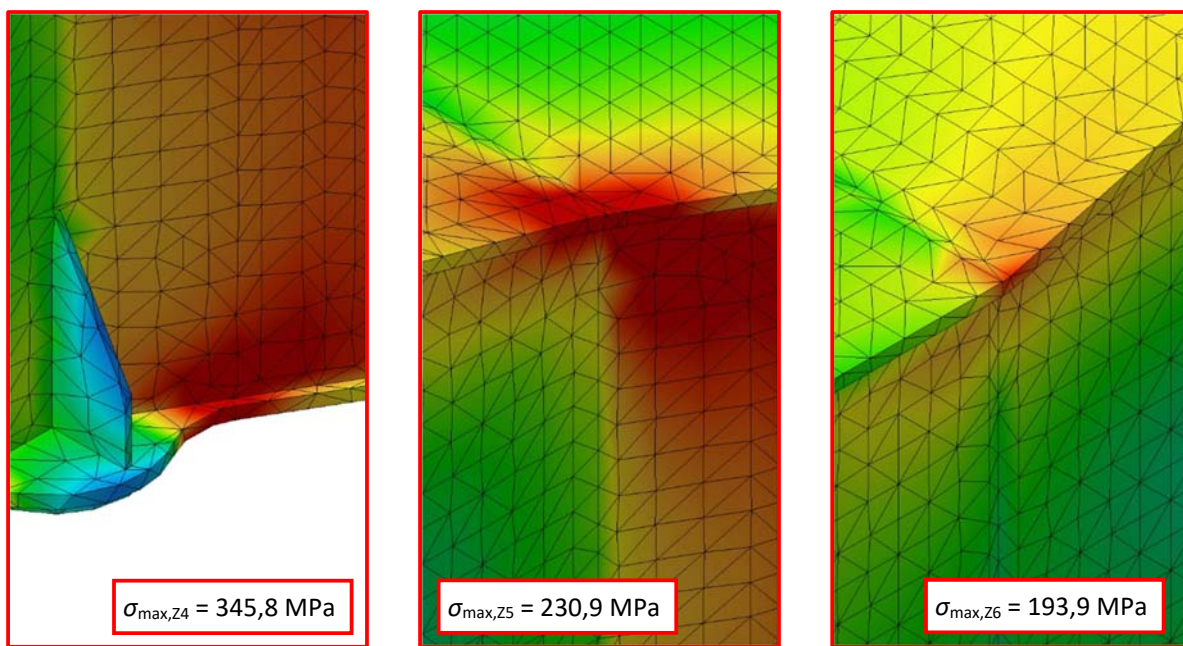 σmax,Z4 = 345,8 MPa
σmax,Z5 = 230,9 MPa
σmax,Z6 = 193,9 MPa